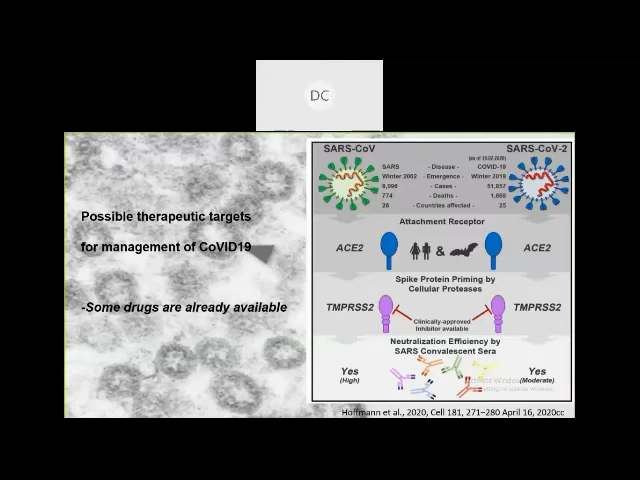 DC
Possible therapeutic targets
for management of CoVID19
-Some drugs are already available
SARS-CoV
SARS-CoV-2
(as of 15.02.2020)
SARS - Disease - COVID-19
Winter 2002 - Emergence - Winter 2019
8,096 - Cases - 51,857
774 - Deaths - 1,669
26 - Countries affected - 25
Attachment Receptor
ACE2 & ACE2
Spike Protein Priming by
Cellular Proteases
TMPRSS2 TMPRSS2
Clinically-approved
Inhibitor available
Neutralization Efficiency by
SARS Convalescent Sera
Yes Yes
(High) (Moderate)
Hoffmann et al., 2020, Cell 181, 271–280 April 16, 2020cc